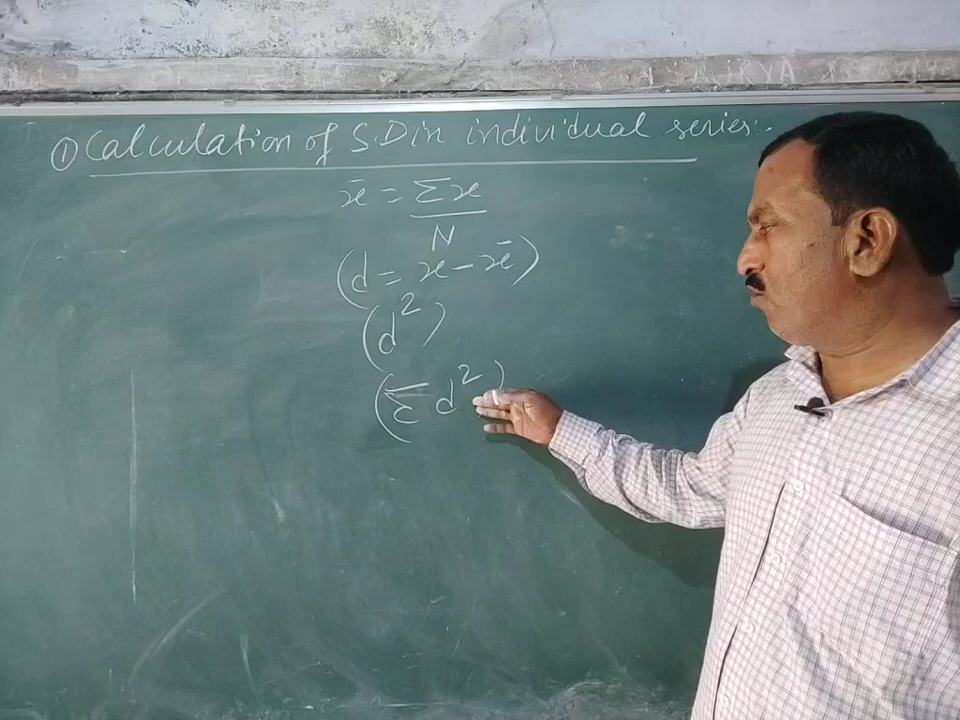 ① Calculation of S.D in individual series:-
x̄ = Σx
N
(d = x - x̄)
(d²)
(Σd²)